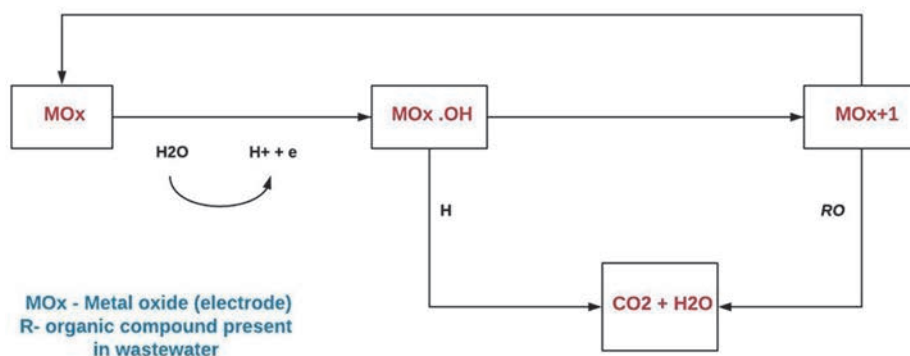 MOx
MOx .OH
MOx+1
H2O
H+ + e
H
RO
CO2 + H2O
MOx - Metal oxide (electrode)
R- organic compound present
in wastewater